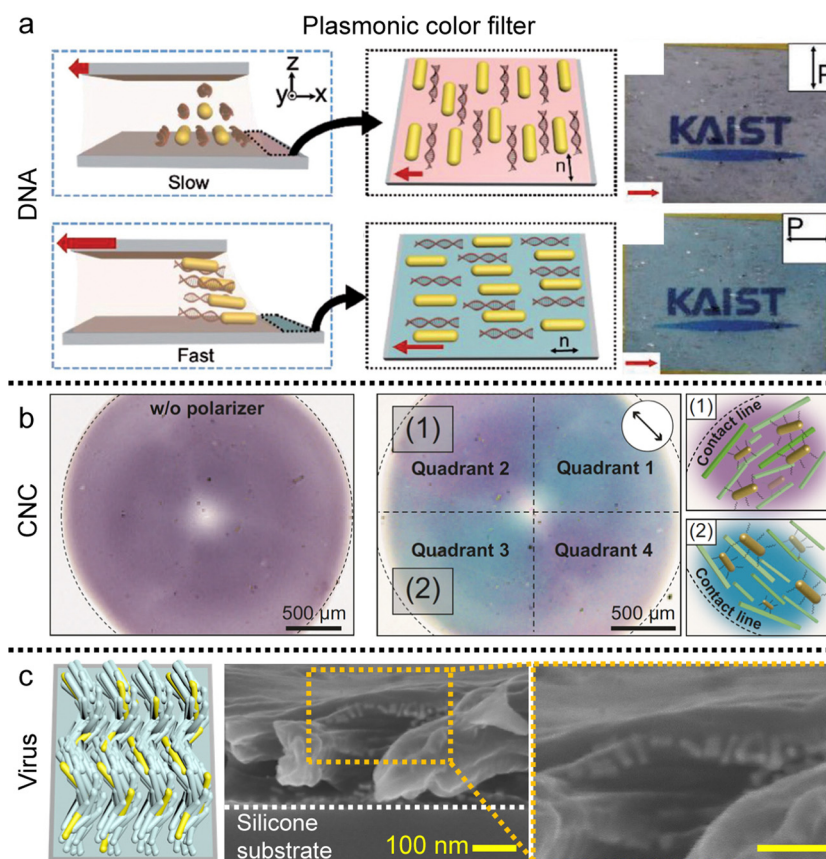 a
Plasmonic color filter
DNA
z
y
x
Slow
n
P
KAIST
Fast
n
P
KAIST
b
CNC
w/o polarizer
500 µm
(1)
Quadrant 2
Quadrant 1
Quadrant 3
Quadrant 4
(2)
500 µm
(1)
Contact line
(2)
Contact line
c
Virus
Silicone
substrate
100 nm